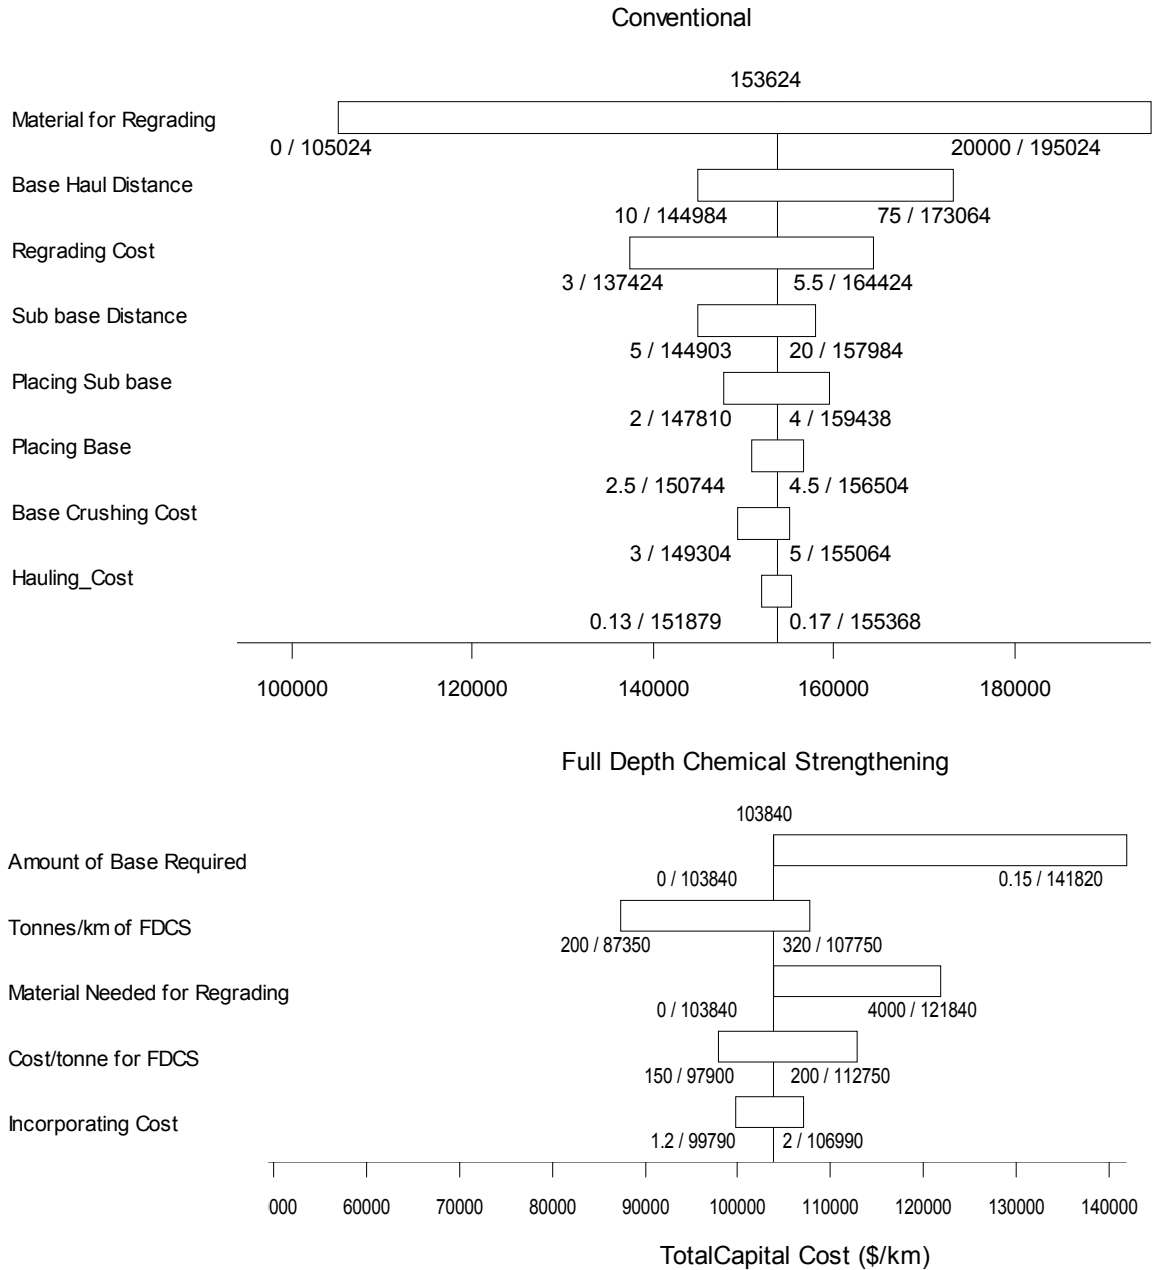 Conventional
153624
Material for Regrading
0 / 105024 20000 / 195024
Base Haul Distance
10 / 144984 75 / 173064
Regrading Cost
3 / 137424 5.5 / 164424
Sub base Distance
5 / 144903 20 / 157984
Placing Sub base
2 / 147810 4 / 159438
Placing Base
2.5 / 150744 4.5 / 156504
Base Crushing Cost
3 / 149304 5 / 155064
Hauling_Cost
0.13 / 151879 0.17 / 155368
100000 120000 140000 160000 180000
Full Depth Chemical Strengthening
103840
Amount of Base Required
0 / 103840 0.15 / 141820
Tonnes/km of FDCS
200 / 87350 320 / 107750
Material Needed for Regrading
0 / 103840 4000 / 121840
Cost/tonne for FDCS
150 / 97900 200 / 112750
Incorporating Cost
1.2 / 99790 2 / 106990
000 60000 70000 80000 90000 100000 110000 120000 130000 140000
TotalCapital Cost ($/km)